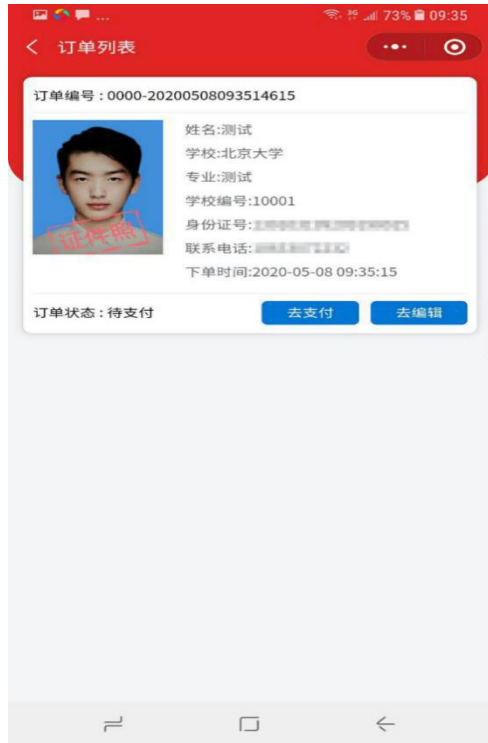 ... 73% 09:35
订单列表
订单编号：0000-20200508093514615
姓名:测试
学校:北京大学
专业:测试
学校编号:10001
身份证号:
联系电话:
下单时间:2020-05-08 09:35:15
证件照
订单状态：待支付
去支付
去编辑